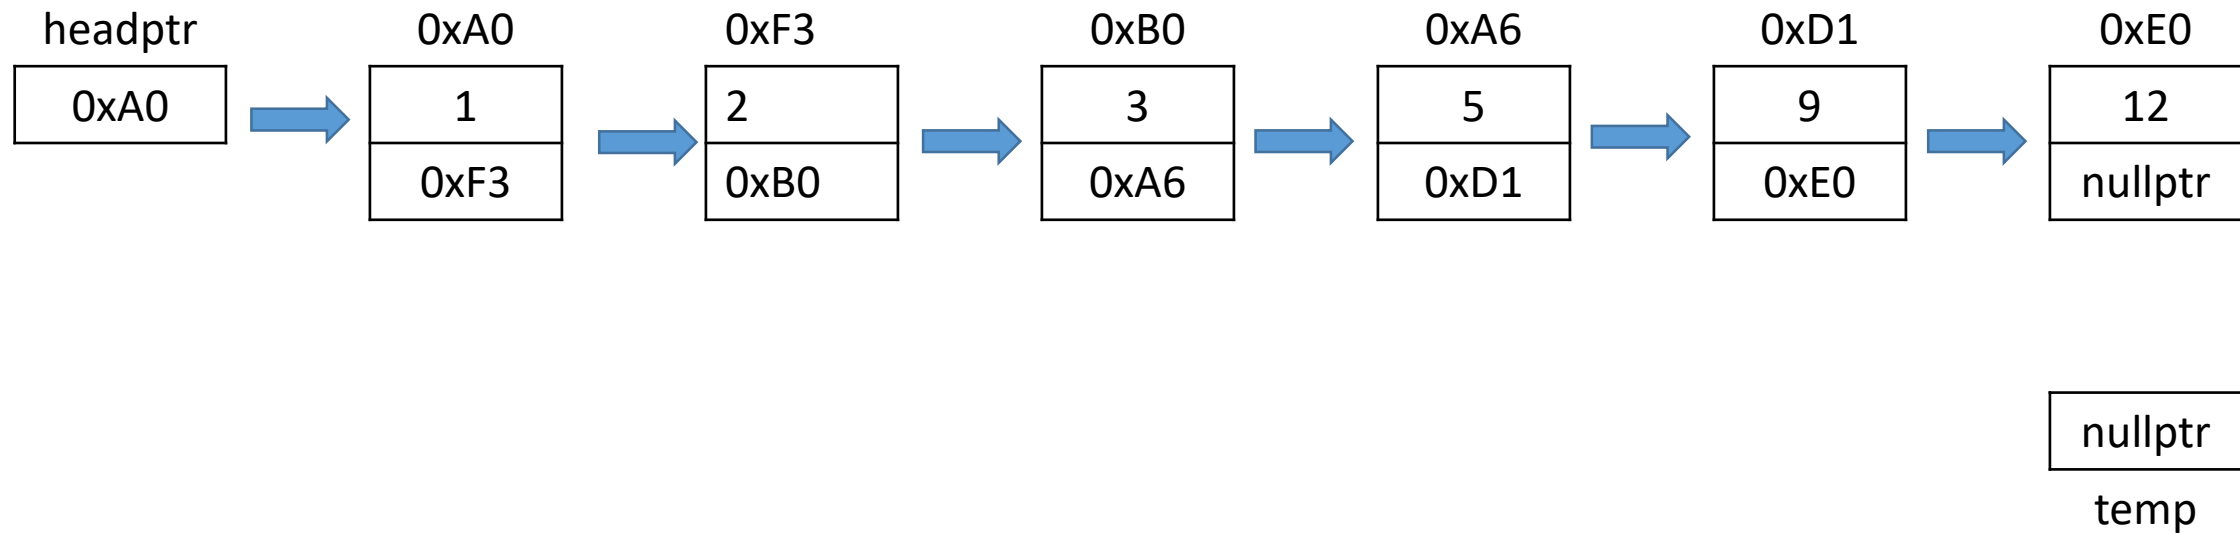 headptr 0xA0 0xF3 0xB0 0xA6 0xD1 0xE0
0xA0 1 2 3 5 9 12
0xF3 0xB0 0xA6 0xD1 0xE0 nullptr
nullptr
temp